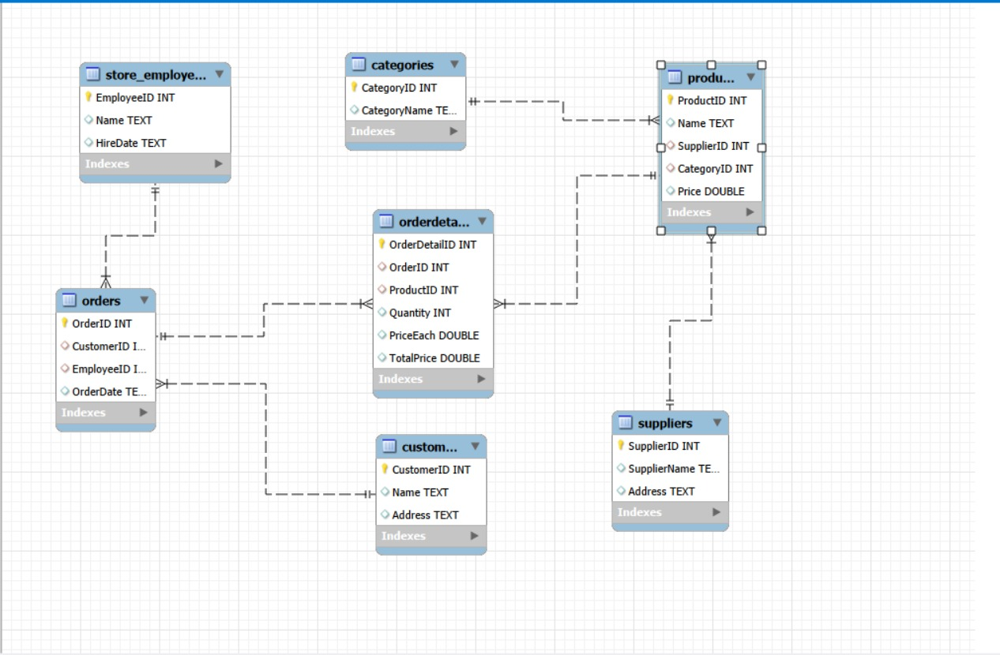 store_employe...
EmployeeID INT
Name TEXT
HireDate TEXT
Indexes
categories
CategoryID INT
CategoryName TE...
Indexes
produ...
ProductID INT
Name TEXT
SupplierID INT
CategoryID INT
Price DOUBLE
Indexes
orderdeta...
OrderDetailID INT
OrderID INT
ProductID INT
Quantity INT
PriceEach DOUBLE
TotalPrice DOUBLE
Indexes
orders
OrderID INT
CustomerID I...
EmployeeID I...
OrderDate TE...
Indexes
custom...
CustomerID INT
Name TEXT
Address TEXT
Indexes
suppliers
SupplierID INT
SupplierName TE...
Address TEXT
Indexes